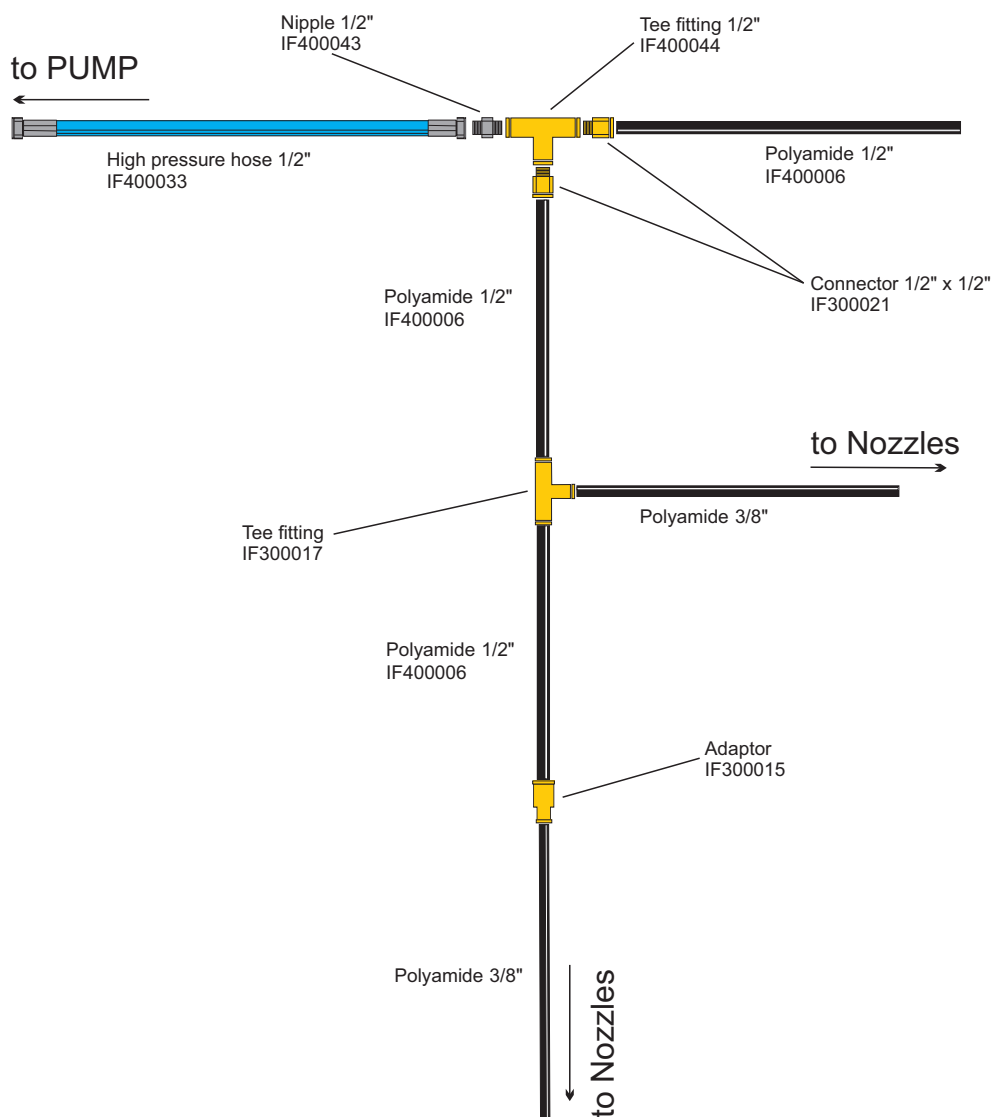 Nipple 1/2"
IF400043
Tee fitting 1/2"
IF400044
to PUMP
High pressure hose 1/2"
IF400033
Polyamide 1/2"
IF400006
Connector 1/2" x 1/2"
IF300021
Polyamide 1/2"
IF400006
to Nozzles
Polyamide 3/8"
Tee fitting
IF300017
Polyamide 1/2"
IF400006
Adaptor
IF300015
Polyamide 3/8"
to Nozzles